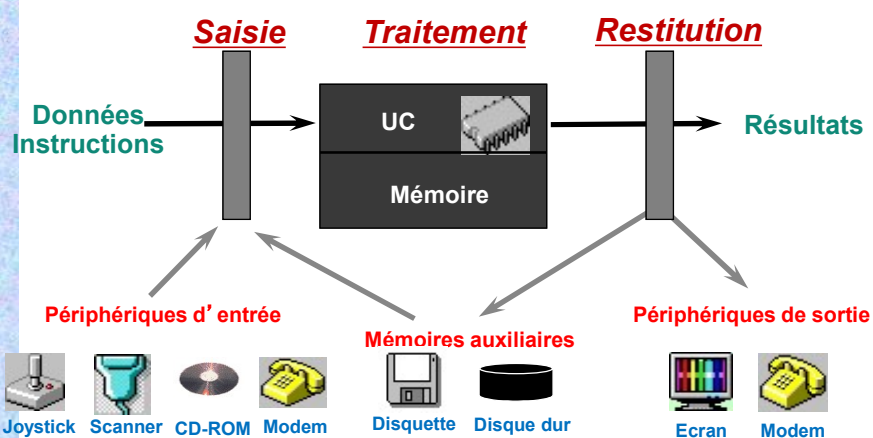 Saisie
Traitement
Restitution
Données
Instructions
UC
Mémoire
Résultats
Périphériques d’ entrée
Mémoires auxiliaires
Périphériques de sortie
Joystick
Scanner
CD-ROM
Modem
Disquette
Disque dur
Ecran
Modem